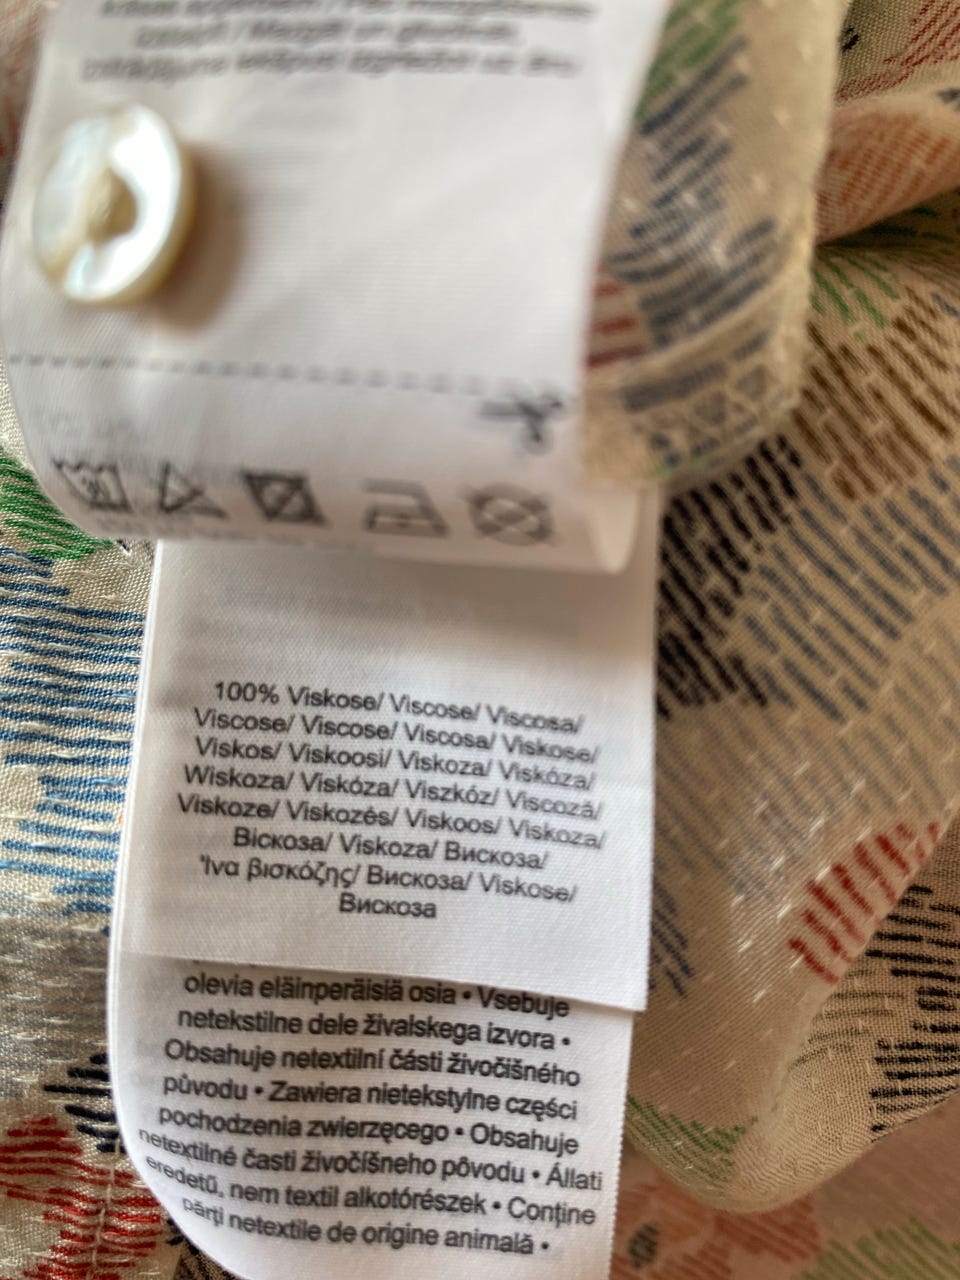 100% Viskose/ Viscose/ Viscosa/
Viscose/ Viscose/ Viscosa/ Viskose/
Viskos/ Viskoosi/ Viskoza/ Viskóza/
Wiskoza/ Viskóza/ Viszkóz/ Viscoză/
Viskoze/ Viskozės/ Viskoos/ Viskoza/
Віскоза/ Viskoza/ Вискоза/
Ίνα βισκόζης/ Вискоза/ Viskose/
Вискоза
olevia eläinperäisiä osia • Vsebuje
netekstilne dele živalskega izvora •
Obsahuje netextilní části živočišného
původu • Zawiera nietekstylne części
pochodzenia zwierzęcego • Obsahuje
netextilné časti živočíšneho pôvodu • Állati
eredetű, nem textil alkotórészek • Conține
părți netextile de origine animală •